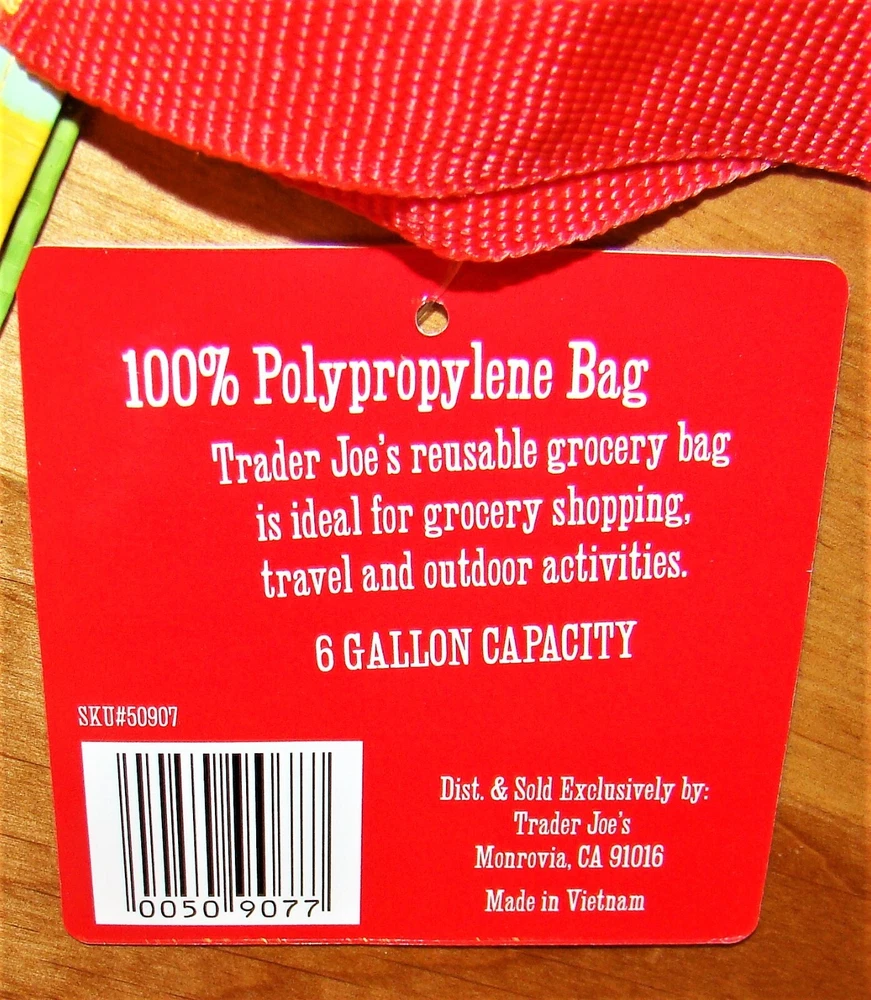 100% Polypropylene Bag
Trader Joe's reusable grocery bag
is ideal for grocery shopping,
travel and outdoor activities.
6 GALLON CAPACITY
SKU#50907
0050 9077
Dist. & Sold Exclusively by:
Trader Joe's
Monrovia, CA 91016
Made in Vietnam